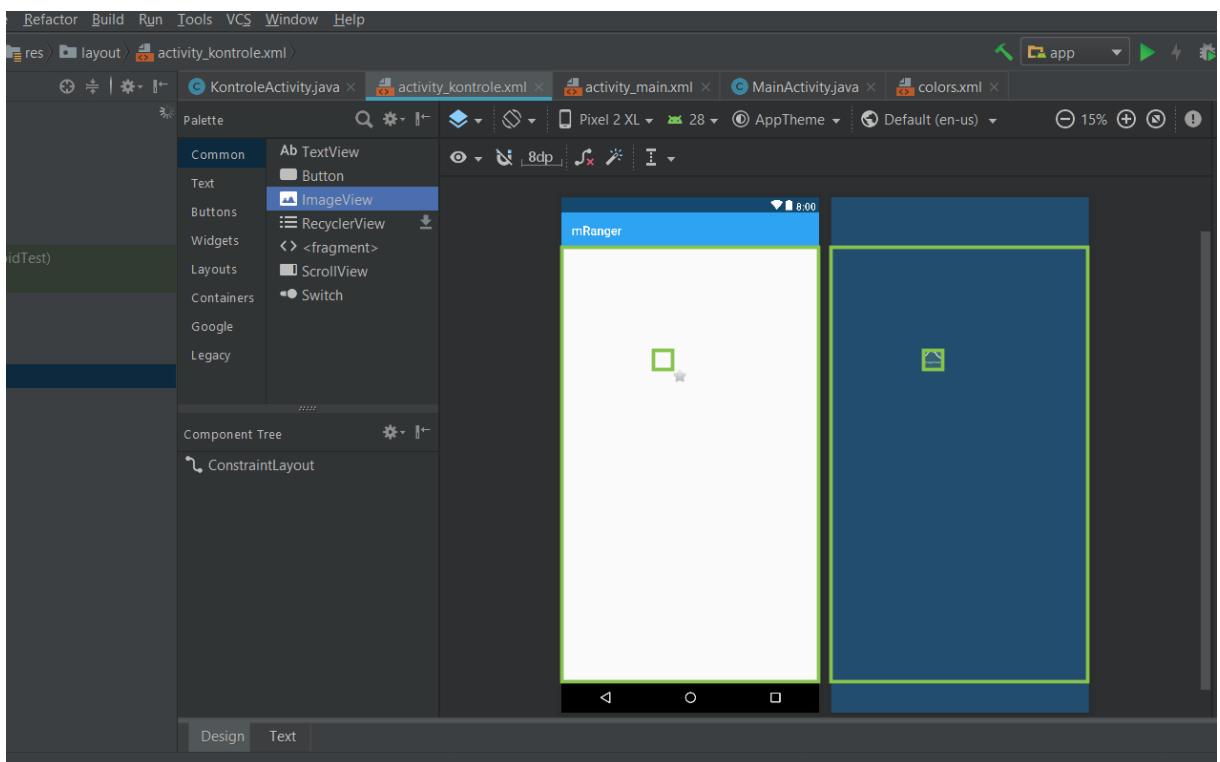 Refactor Build Run Tools VCS Window Help
res layout activity_kontrole.xml app
KontroleActivity.java activity_kontrole.xml activity_main.xml MainActivity.java colors.xml
Palette Pixel 2 XL 28 AppTheme Default (en-us) 15%
Common Ab TextView 8dp
Button
Text
ImageView
Buttons
RecyclerView
Widgets
<fragment>
Layouts
ScrollView
Containers
Switch
Google
Legacy
8:00
mRanger
idTest)
Component Tree
ConstraintLayout
Design Text